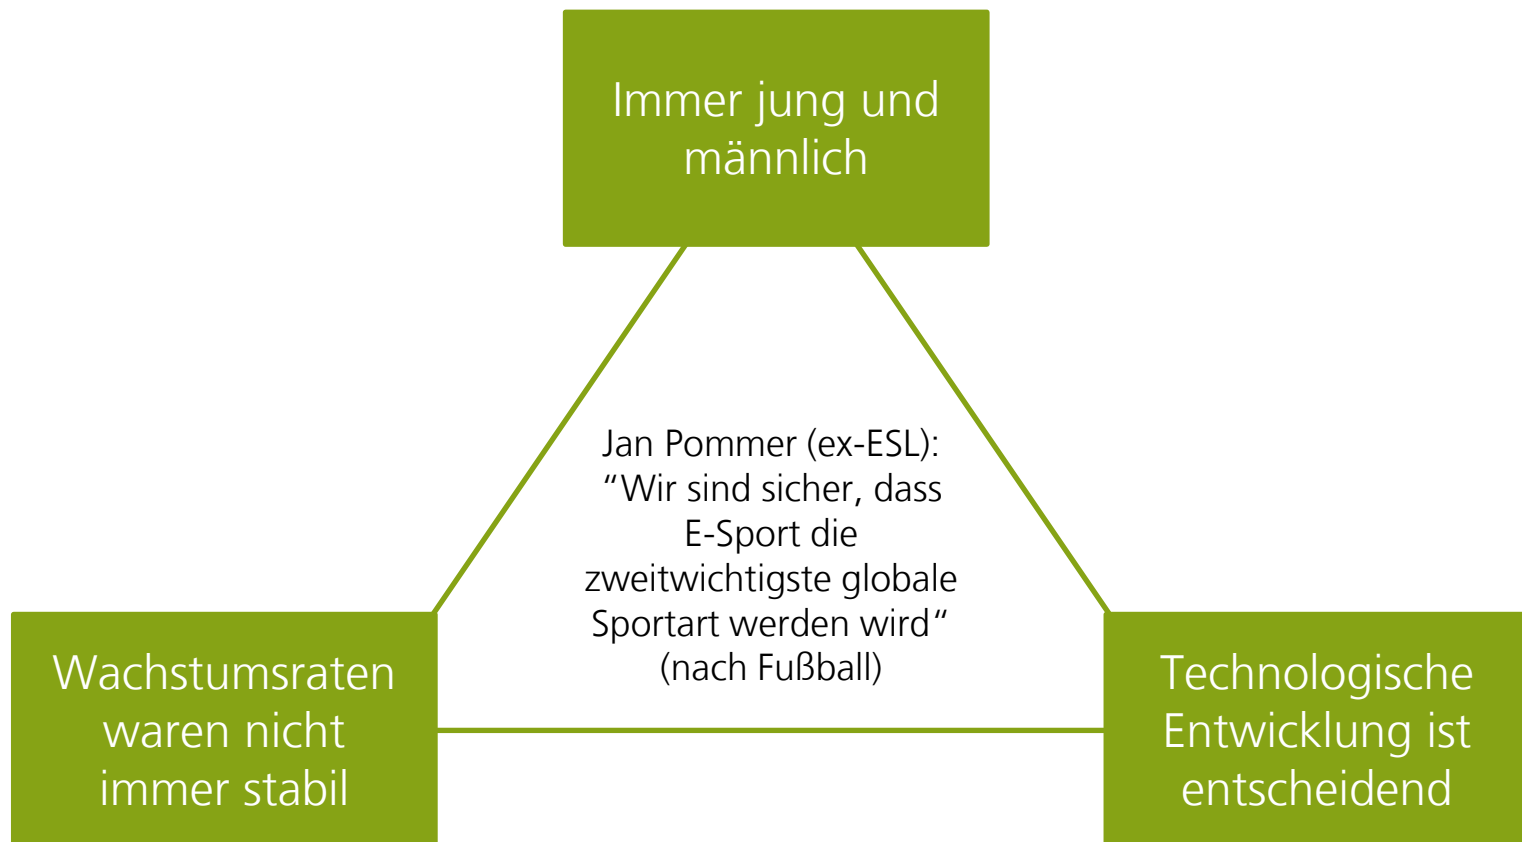 Immer jung und
männlich
Jan Pommer (ex-ESL):
“Wir sind sicher, dass
E-Sport die
zweitwichtigste globale
Sportart werden wird“
(nach Fußball)
Wachstumsraten
waren nicht
immer stabil
Technologische
Entwicklung ist
entscheidend